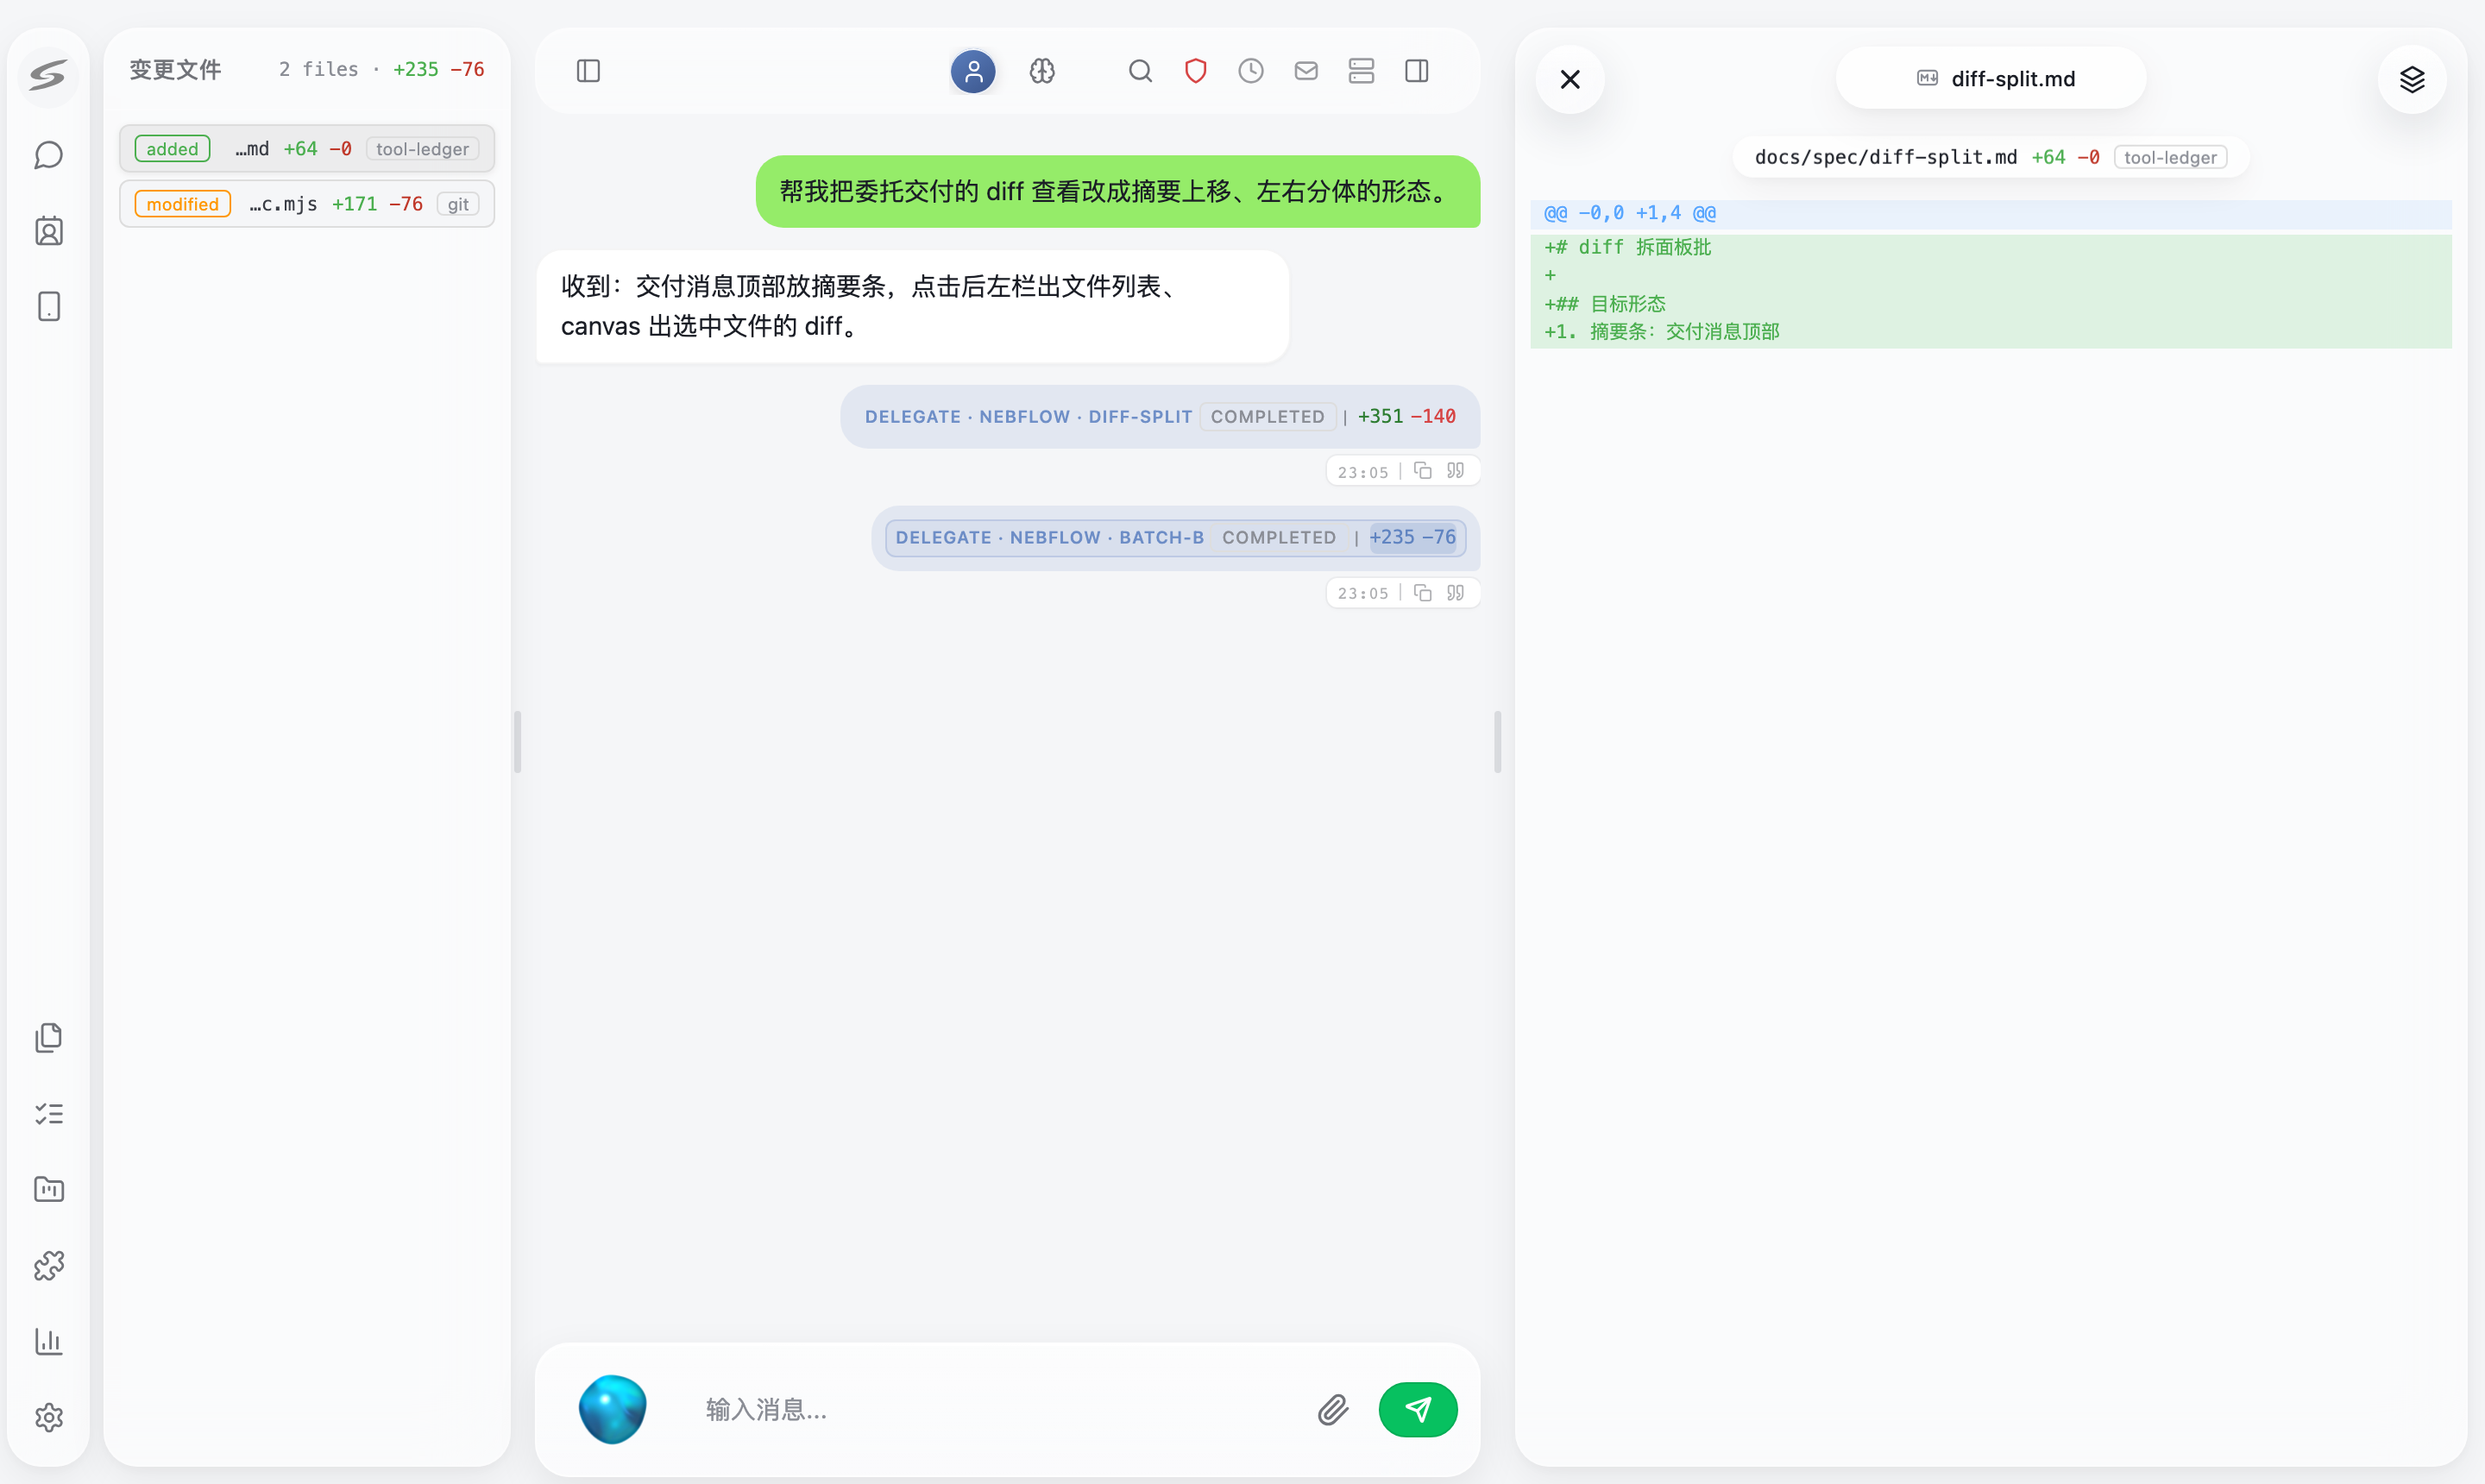 变更文件 2 files · +235 −76
added …md +64 −0 tool-ledger
modified …c.mjs +171 −76 git
帮我把委托交付的 diff 查看改成摘要上移、左右分体的形态。
收到：交付消息顶部放摘要条，点击后左栏出文件列表、
canvas 出选中文件的 diff。
DELEGATE · NEBFLOW · DIFF-SPLIT COMPLETED | +351 −140
23:05
DELEGATE · NEBFLOW · BATCH-B COMPLETED | +235 −76
23:05
输入消息...
diff-split.md
docs/spec/diff-split.md +64 −0 tool-ledger
@@ −0,0 +1,4 @@
+# diff 拆面板批
+
+## 目标形态
+1. 摘要条：交付消息顶部